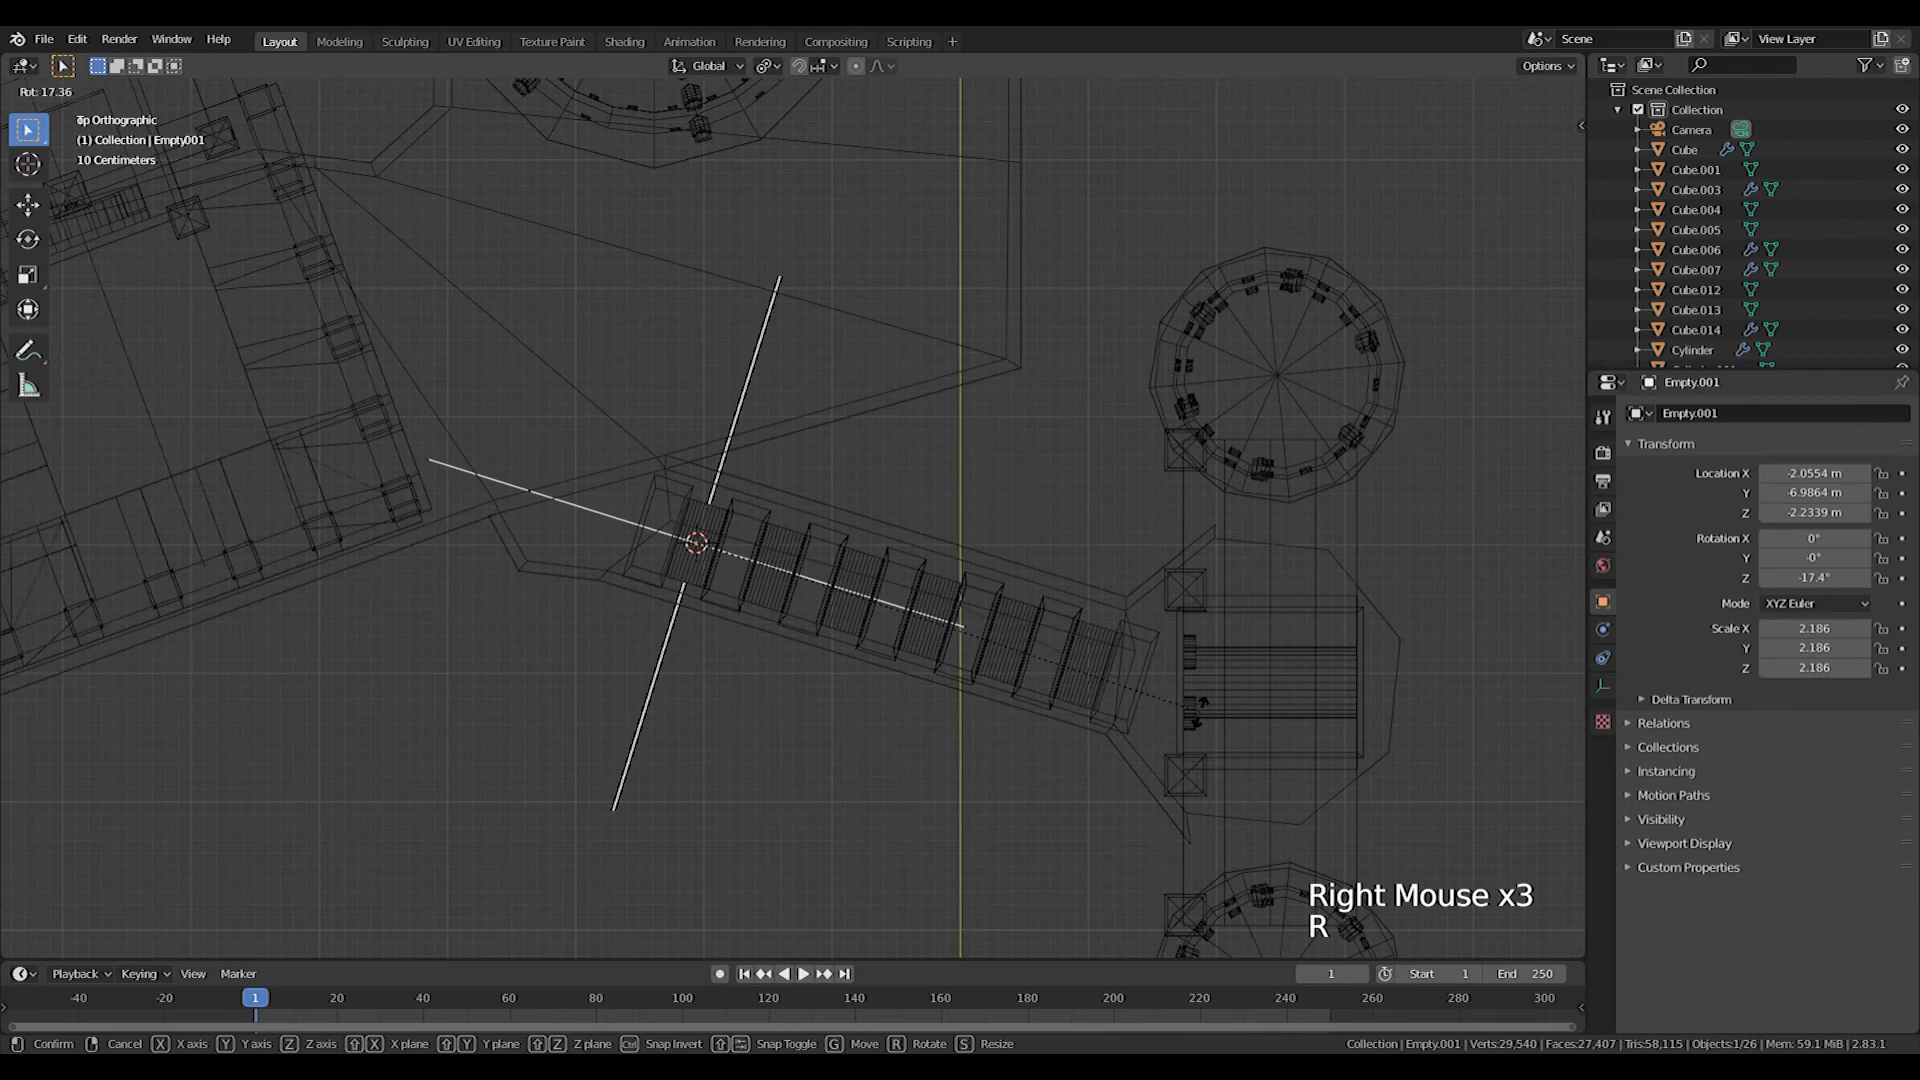 File Edit Render Window Help Layout Modeling Sculpting UV Editing Texture Paint Shading Animation Rendering Compositing Scripting + Scene View Layer
Global Options
Rot: 17.36
Orthographic
(1) Collection | Empty001
10 Centimeters
Scene Collection
Collection
Camera
Cube
Cube.001
Cube.003
Cube.004
Cube.005
Cube.006
Cube.007
Cube.012
Cube.013
Cube.014
Cylinder
Empty.001
Empty.001
Transform
Location X -2.0554 m
Y -6.9864 m
Z -2.2339 m
Rotation X 0°
Y -0°
Z -17.4°
Mode XYZ Euler
Scale X 2.186
Y 2.186
Z 2.186
Delta Transform
Relations
Collections
Instancing
Motion Paths
Visibility
Viewport Display
Custom Properties
Right Mouse x3
R
Playback Keying View Marker 1 Start 1 End 250
-40 -20 1 20 40 60 80 100 120 140 160 180 200 220 240 260 280 300
Confirm Cancel X X axis Y Y axis Z Z axis X X plane Y Y plane Z Z plane Ctrl Snap Invert Snap Toggle G Move R Rotate S Resize Collection | Empty.001 | Verts:29,540 | Faces:27,407 | Tris:58,115 | Objects:1/26 | Mem: 59.1 MiB | 2.83.1